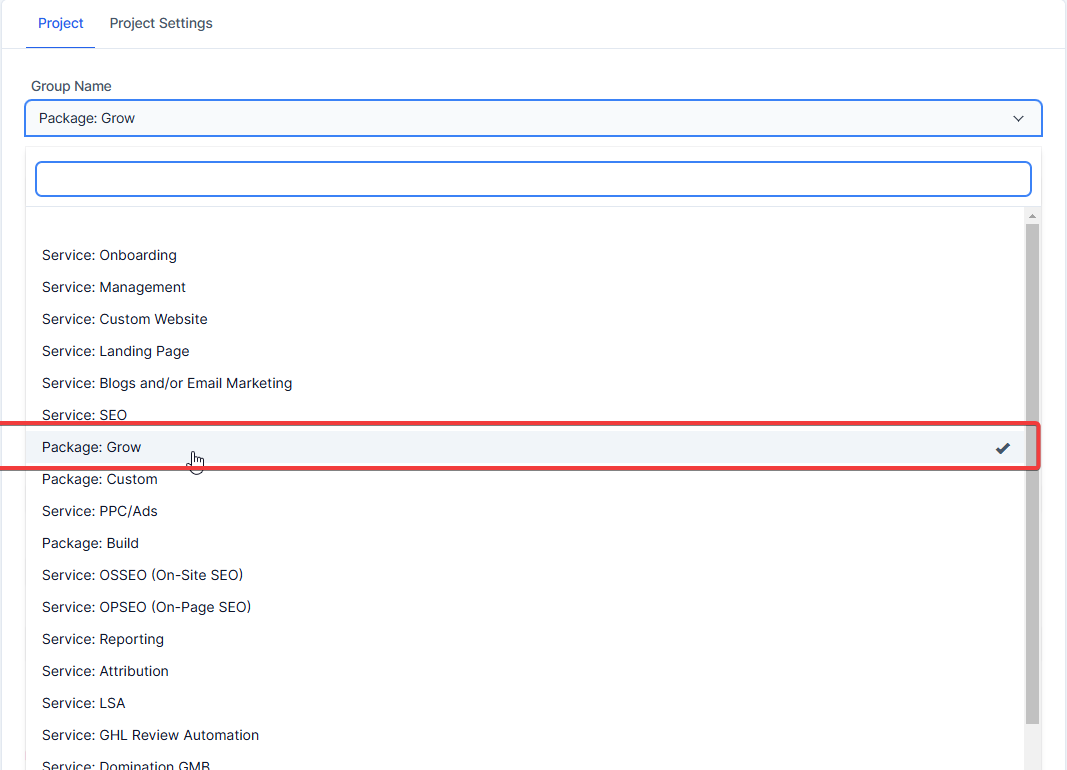 Project Project Settings
Group Name
Package: Grow
Service: Onboarding
Service: Management
Service: Custom Website
Service: Landing Page
Service: Blogs and/or Email Marketing
Service: SEO
Package: Grow
Package: Custom
Service: PPC/Ads
Package: Build
Service: OSSEO (On-Site SEO)
Service: OPSEO (On-Page SEO)
Service: Reporting
Service: Attribution
Service: LSA
Service: GHL Review Automation
Service: Domination GMB